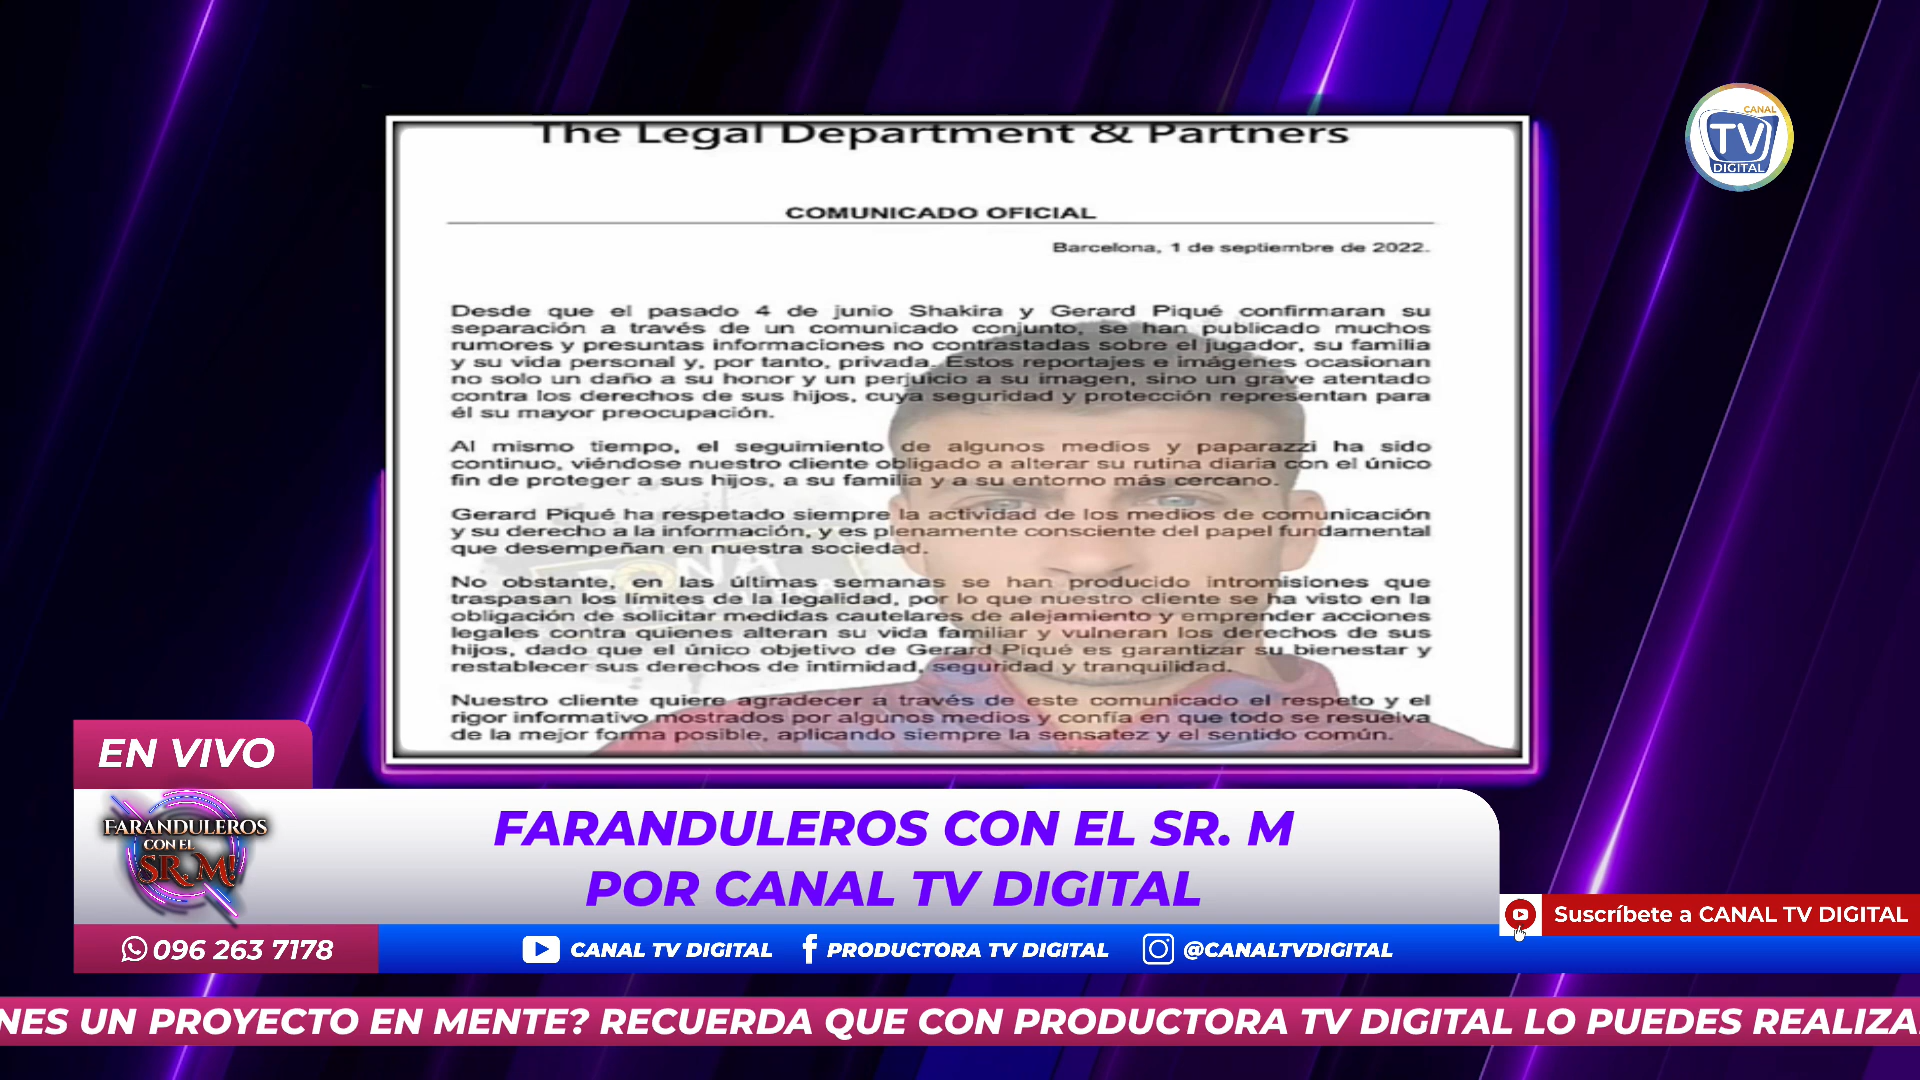 CANAL
TV
DIGITAL
The Legal Department & Partners
COMUNICADO OFICIAL
Barcelona, 1 de septiembre de 2022.
Desde que el pasado 4 de junio Shakira y Gerard Piqué confirmaran su
separación a través de un comunicado conjunto, se han publicado muchos
rumores y presuntas informaciones no contrastadas sobre el jugador, su familia
y su vida personal y, por tanto, privada. Estos reportajes e imágenes ocasionan
no solo un daño a su honor y un perjuicio a su imagen, sino un grave atentado
contra los derechos de sus hijos, cuya seguridad y protección representan para
él su mayor preocupación.
Al mismo tiempo, el seguimiento de algunos medios y paparazzi ha sido
continuo, viéndose nuestro cliente obligado a alterar su rutina diaria con el único
fin de proteger a sus hijos, a su familia y a su entorno más cercano.
Gerard Piqué ha respetado siempre la actividad de los medios de comunicación
y su derecho a la información, y es plenamente consciente del papel fundamental
que desempeñan en nuestra sociedad.
No obstante, en las últimas semanas se han producido intromisiones que
traspasan los límites de la legalidad, por lo que nuestro cliente se ha visto en la
obligación de solicitar medidas cautelares de alejamiento y emprender acciones
legales contra quienes alteran su vida familiar y vulneran los derechos de sus
hijos, dado que el único objetivo de Gerard Piqué es garantizar su bienestar y
restablecer sus derechos de intimidad, seguridad y tranquilidad.
Nuestro cliente quiere agradecer a través de este comunicado el respeto y el
rigor informativo mostrados por algunos medios y confía en que todo se resuelva
de la mejor forma posible, aplicando siempre la sensatez y el sentido común.
EN VIVO
FARANDULEROS
CON EL
SR. M!
FARANDULEROS CON EL SR. M
POR CANAL TV DIGITAL
Suscríbete a CANAL TV DIGITAL
096 263 7178
CANAL TV DIGITAL PRODUCTORA TV DIGITAL @CANALTVDIGITAL
NES UN PROYECTO EN MENTE? RECUERDA QUE CON PRODUCTORA TV DIGITAL LO PUEDES REALIZA